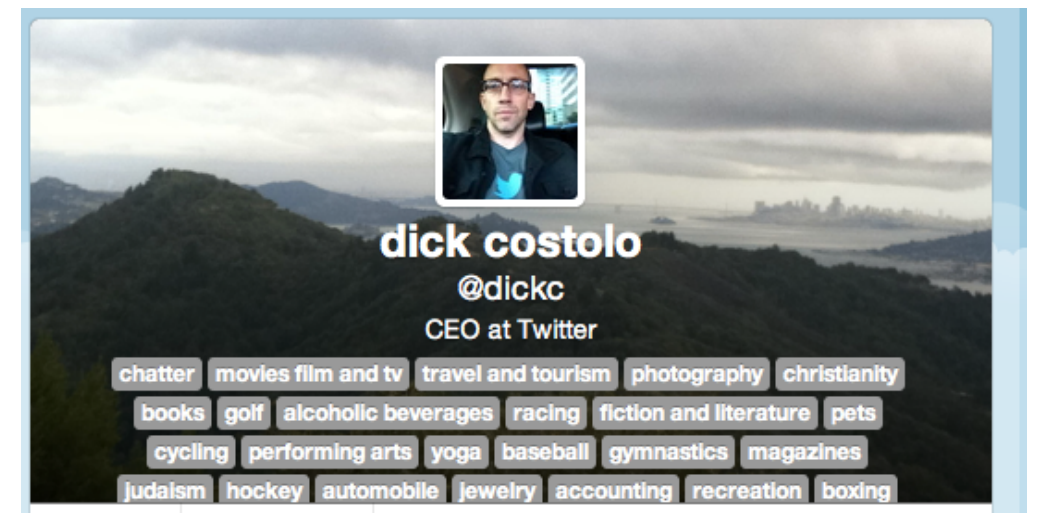 dick costolo
@dickc
CEO at Twitter
chatter movies film and tv travel and tourism photography christianity
books golf alcoholic beverages racing fiction and literature pets
cycling performing arts yoga baseball gymnastics magazines
judaism hockey automobile jewelry accounting recreation boxing